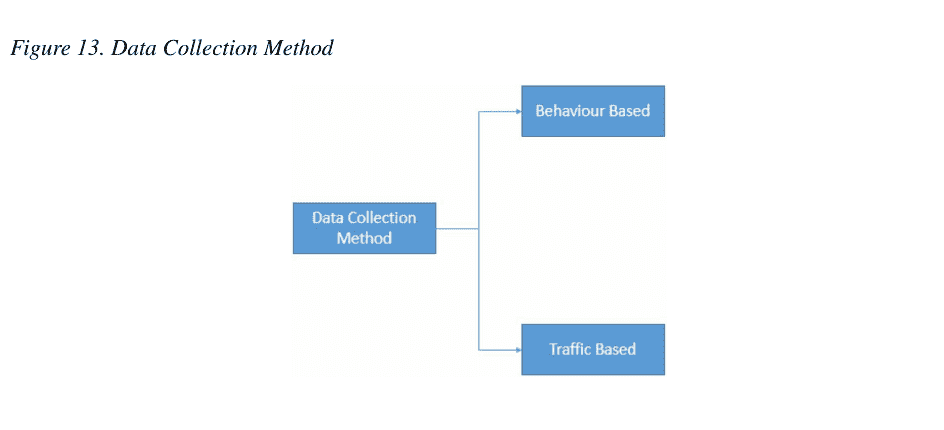 Figure 13. Data Collection Method
Behaviour Based
Data Collection
Method
Traffic Based